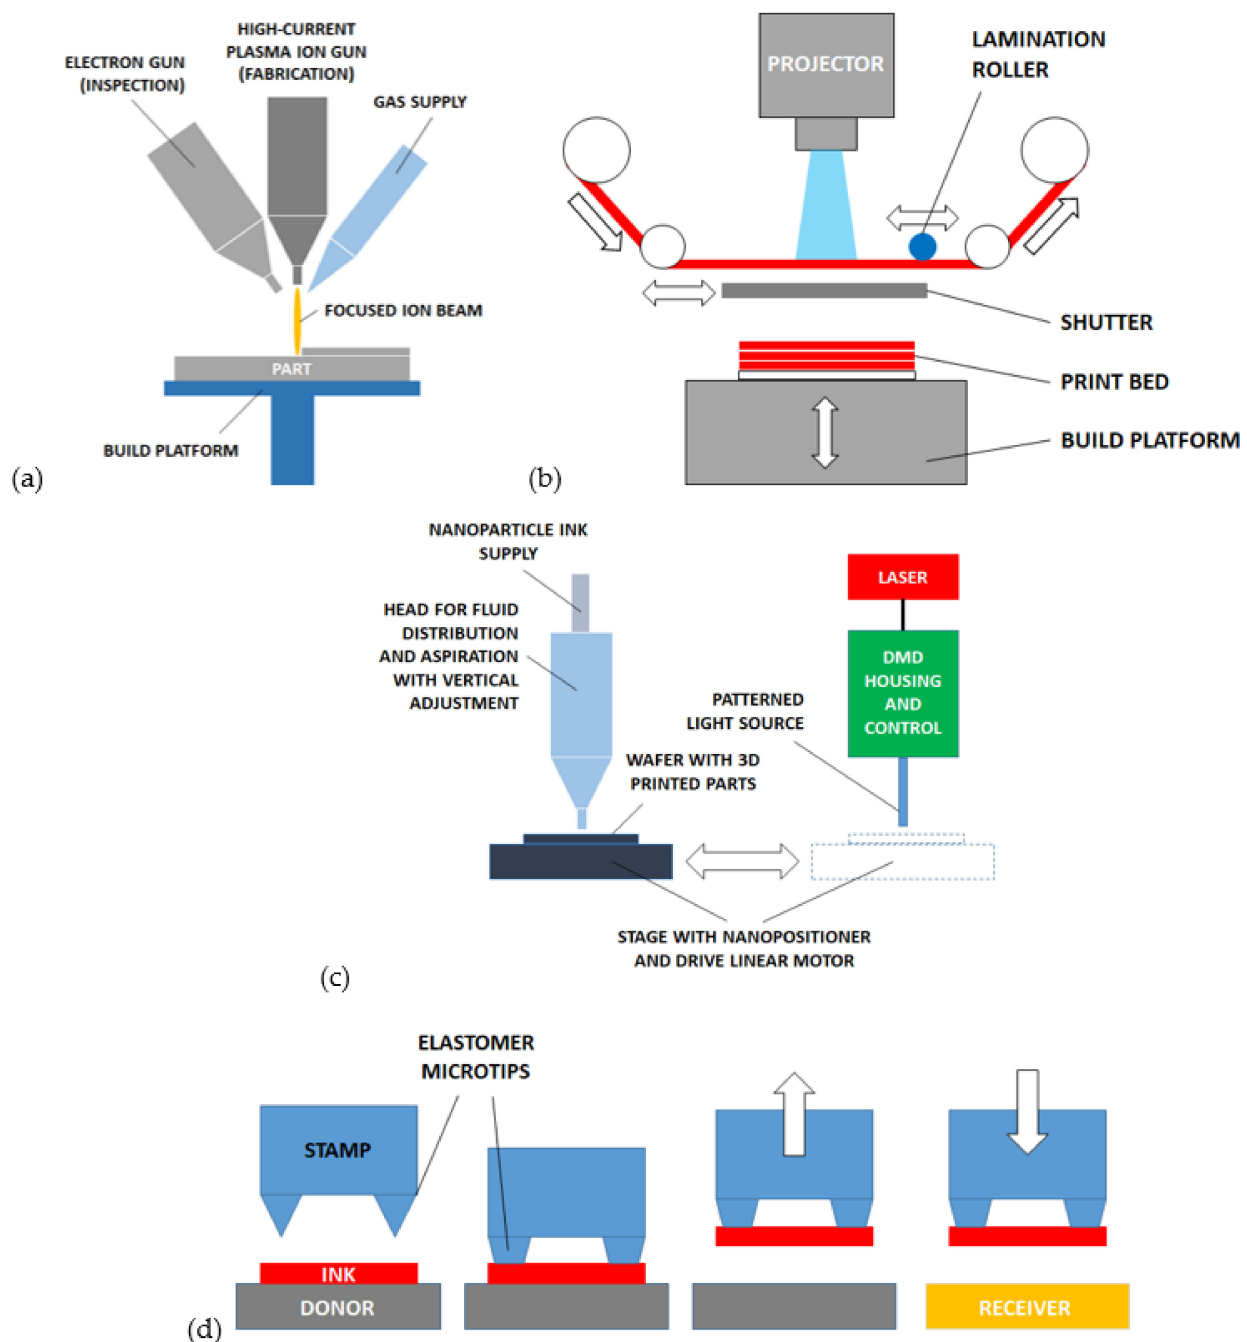 HIGH-CURRENT
PLASMA ION GUN
(FABRICATION)
ELECTRON GUN
(INSPECTION)
GAS SUPPLY
FOCUSED ION BEAM
PART
BUILD PLATFORM
(a)
PROJECTOR
LAMINATION
ROLLER
SHUTTER
PRINT BED
BUILD PLATFORM
(b)
NANOPARTICLE INK
SUPPLY
HEAD FOR FLUID
DISTRIBUTION
AND ASPIRATION
WITH VERTICAL
ADJUSTMENT
WAFER WITH 3D
PRINTED PARTS
LASER
DMD
HOUSING
AND
CONTROL
PATTERNED
LIGHT SOURCE
STAGE WITH NANOPOSITIONER
AND DRIVE LINEAR MOTOR
(c)
ELASTOMER
MICROTIPS
STAMP
INK
DONOR
RECEIVER
(d)